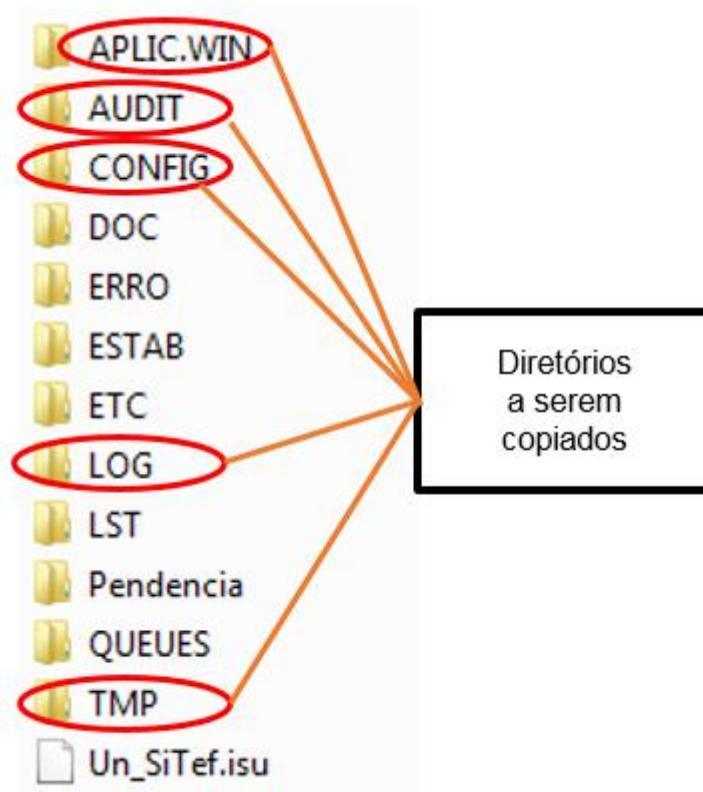 APLIC.WIN
AUDIT
CONFIG
DOC
ERRO
ESTAB
ETC
LOG
LST
Pendencia
QUEUES
TMP
Un_SiTef.isu
Diretórios
a serem
copiados